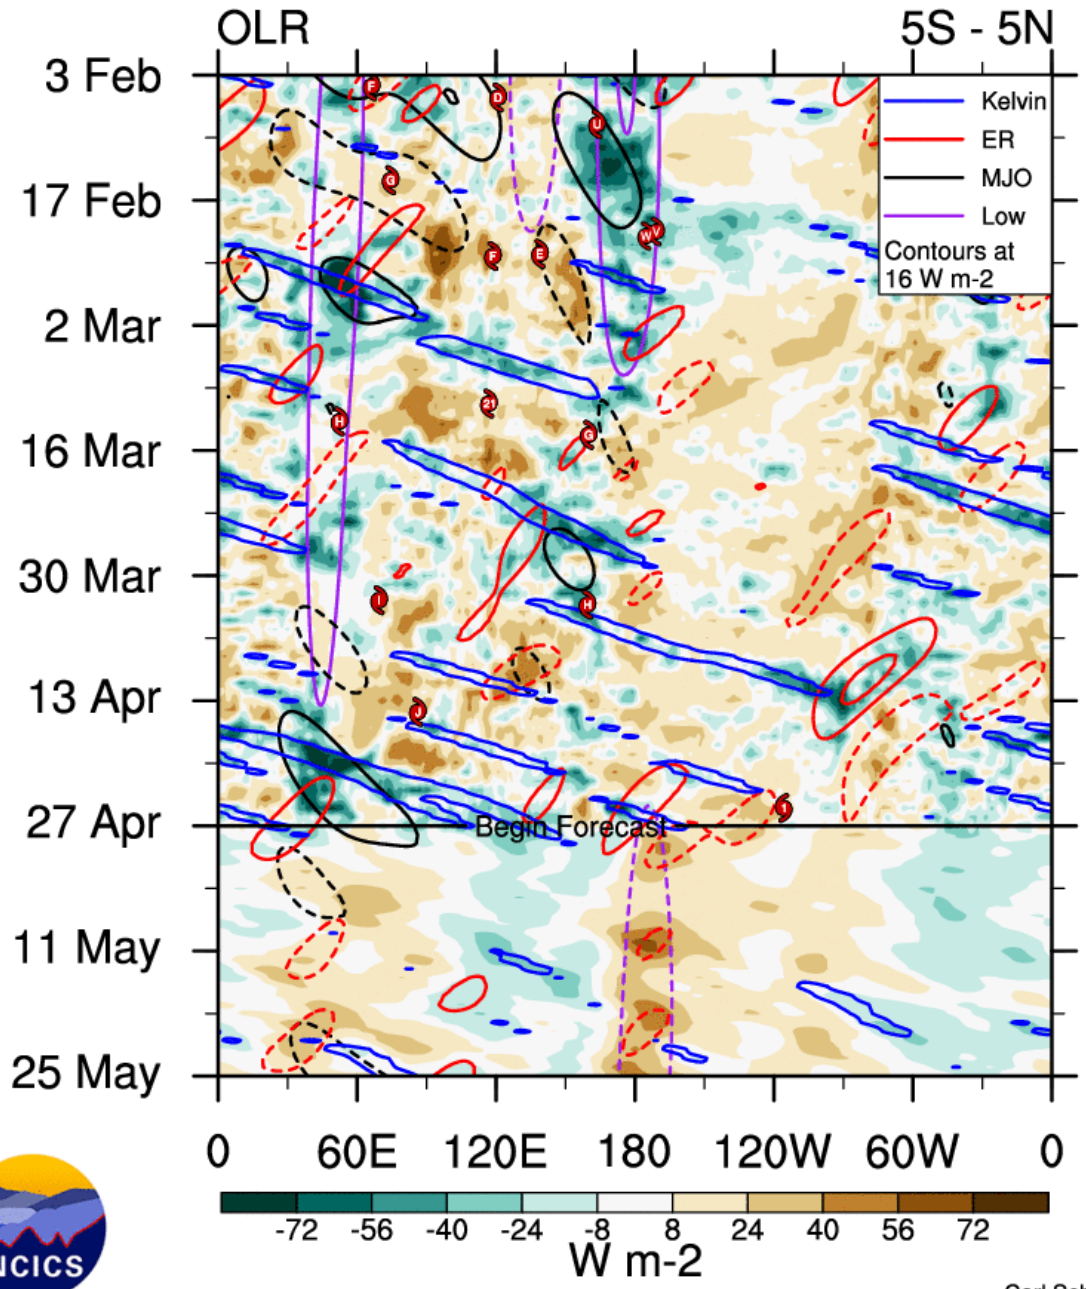 OLR 5S - 5N
3 Feb
17 Feb
2 Mar
16 Mar
30 Mar
13 Apr
27 Apr
11 May
25 May
Kelvin
ER
MJO
Low
Contours at
16 W m-2
F
D
U
G
W V
F
E
21
H
G
I
H
J
1
Begin Forecast
0 60E 120E 180 120W 60W 0
-72 -56 -40 -24 -8 8 24 40 56 72
W m-2
NCICS